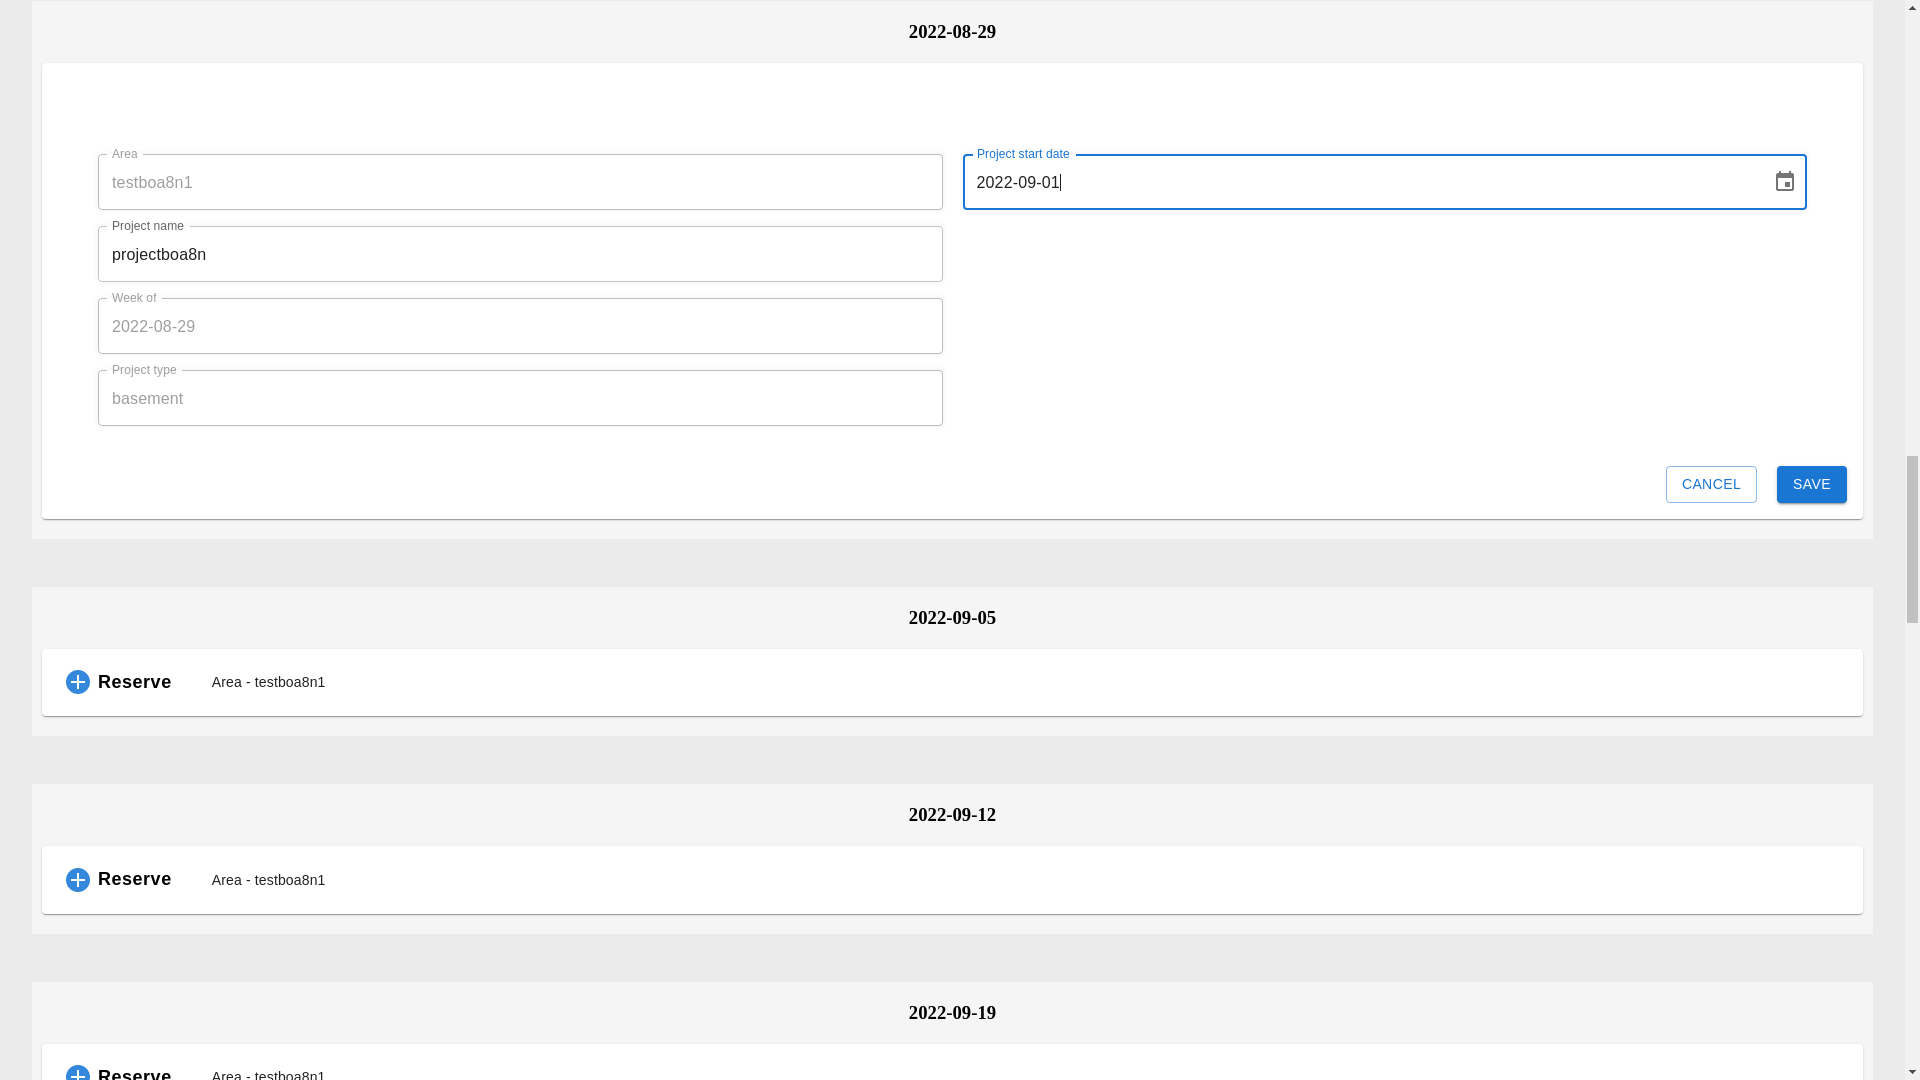 2022-08-29
Area
testboa8n1
Project start date
2022-09-01
Project name
projectboa8n
Week of
2022-08-29
Project type
basement
CANCEL
SAVE
2022-09-05
Reserve
Area - testboa8n1
2022-09-12
Reserve
Area - testboa8n1
2022-09-19
Reserve
Area - testboa8n1